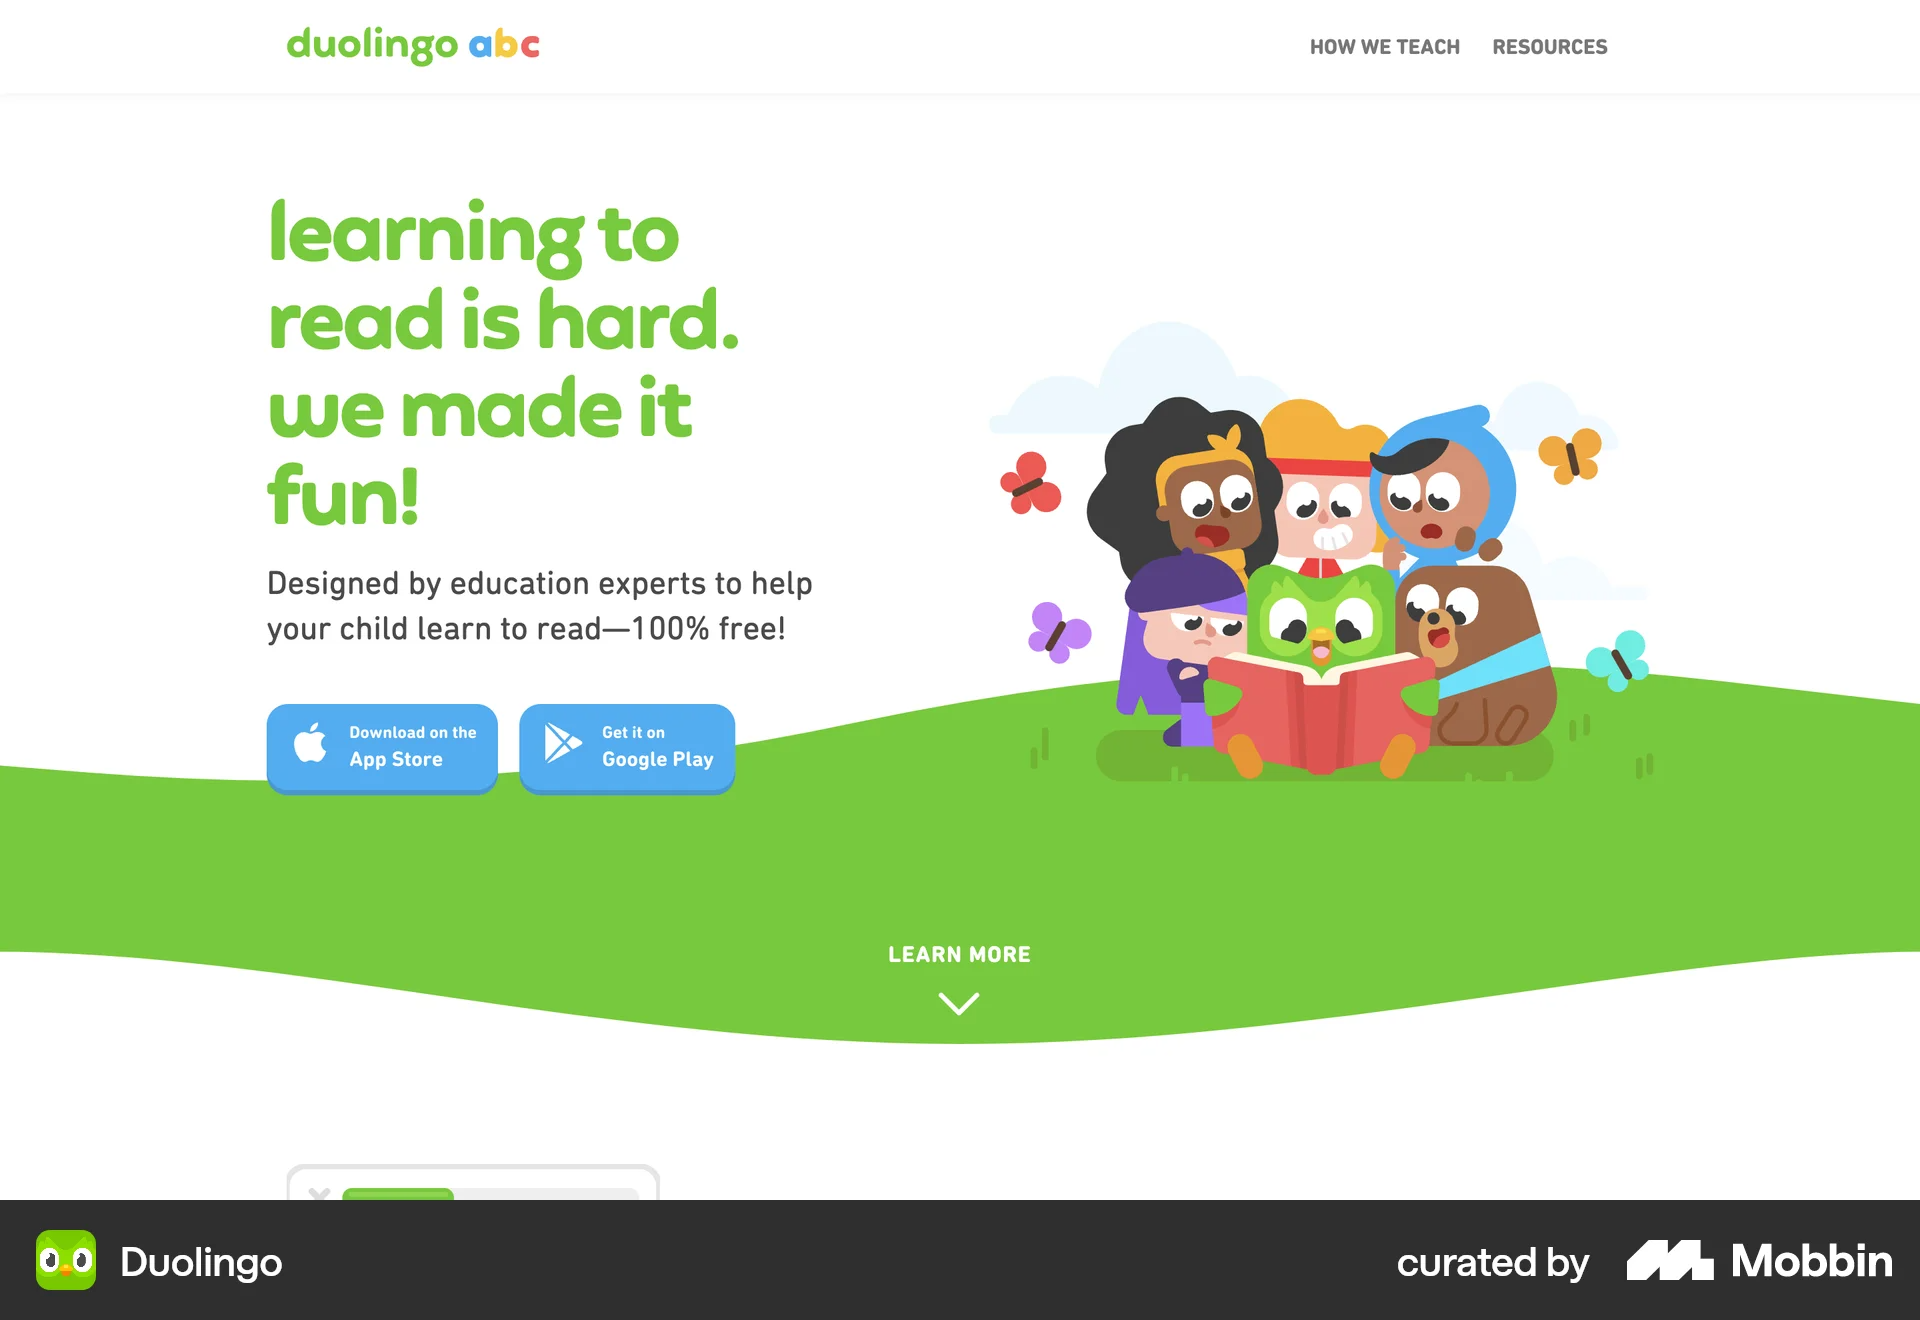 duolingo abc
HOW WE TEACH
RESOURCES
learning to
read is hard.
we made it
fun!
Designed by education experts to help
your child learn to read—100% free!
Download on the
App Store
Get it on
Google Play
LEARN MORE
Duolingo
curated by
Mobbin